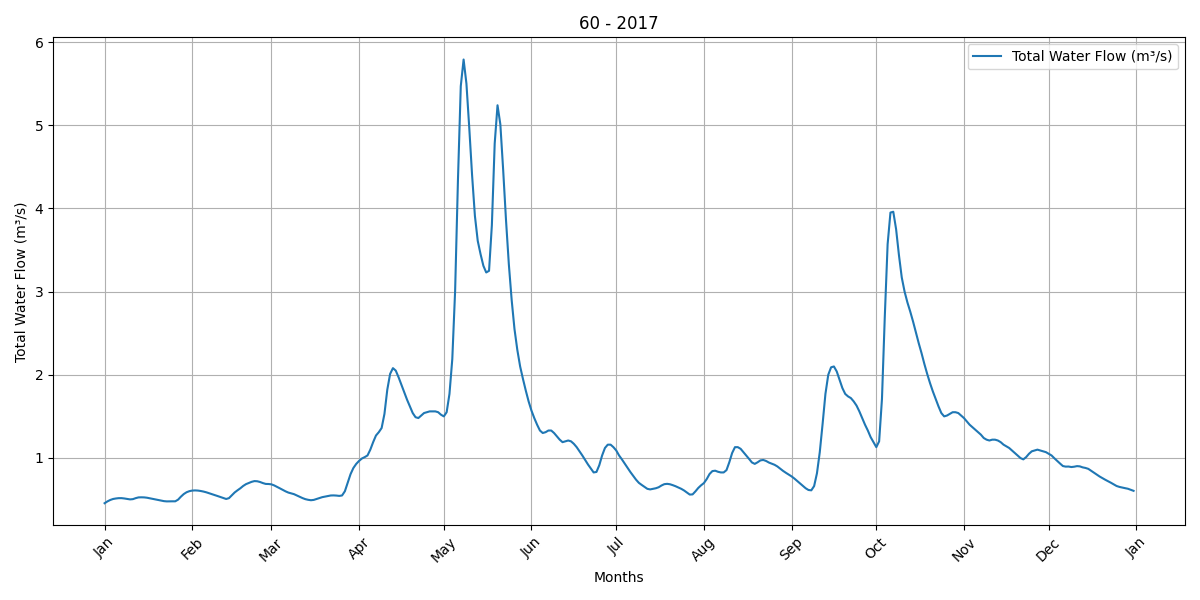 60 - 2017
Total Water Flow (m³/s)
Total Water Flow (m³/s)
6
5
4
3
2
1
Jan
Feb
Mar
Apr
May
Jun
Jul
Aug
Sep
Oct
Nov
Dec
Jan
Months